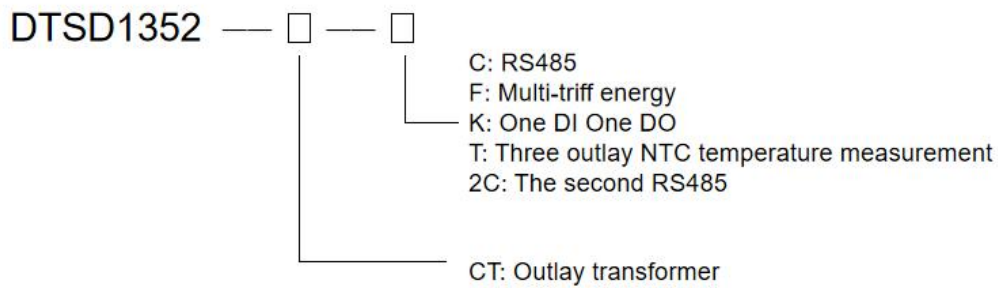 DTSD1352 —— □ —— □
C: RS485
F: Multi-triff energy
K: One DI One DO
T: Three outlay NTC temperature measurement
2C: The second RS485
CT: Outlay transformer